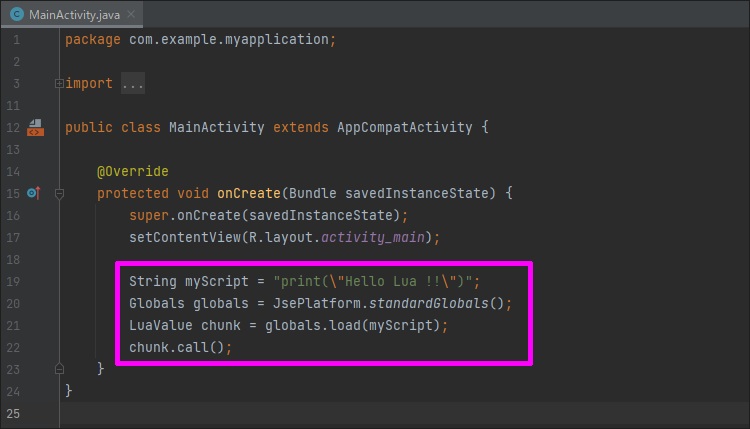 MainActivity.java
1 package com.example.myapplication;
2
3 import ...
11
12 public class MainActivity extends AppCompatActivity {
13
14 @Override
15 protected void onCreate(Bundle savedInstanceState) {
16 super.onCreate(savedInstanceState);
17 setContentView(R.layout.activity_main);
18
19 String myScript = "print(\"Hello Lua !!\")";
20 Globals globals = JsePlatform.standardGlobals();
21 LuaValue chunk = globals.load(myScript);
22 chunk.call();
23 }
24 }
25